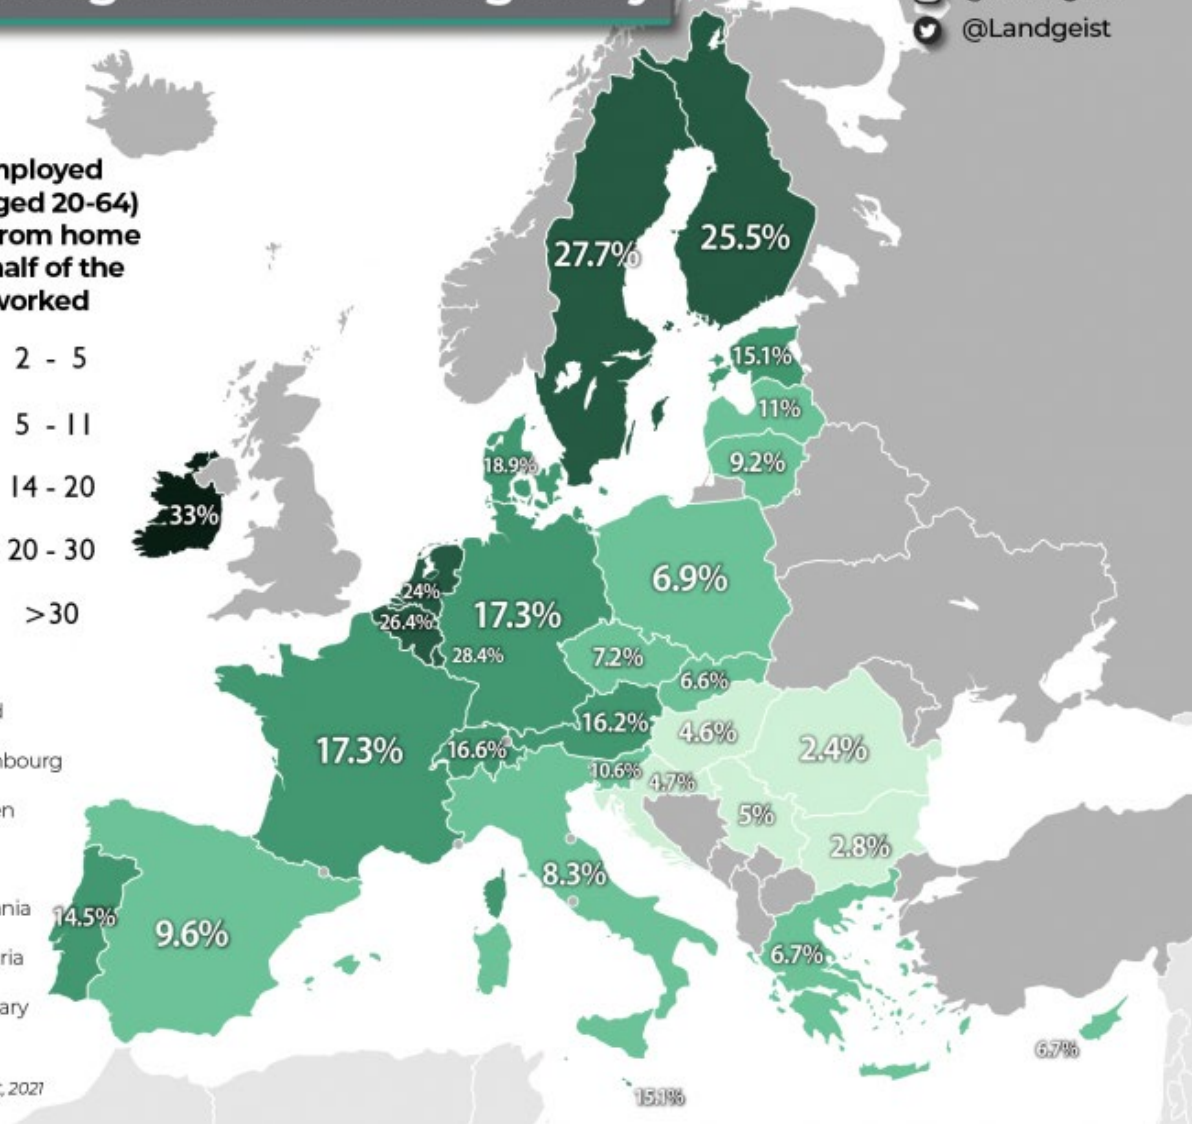 @Landgeist
mployed
ged 20-64)
rom home
half of the
worked
2 - 5
5 - 11
14 - 20
20 - 30
>30
nbourg
en
nia
ria
ary
, 2021
27.7%
25.5%
15.1%
11%
9.2%
18.9%
33%
24%
26.4%
28.4%
17.3%
6.9%
7.2%
6.6%
16.2%
4.6%
2.4%
17.3%
16.6%
10.6%
4.7%
5%
2.8%
8.3%
14.5%
9.6%
6.7%
6.7%
15.1%